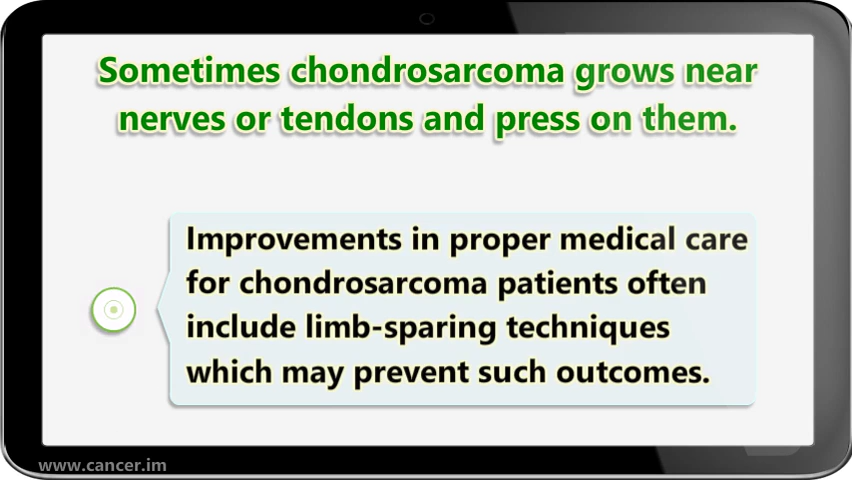 Sometimes chondrosarcoma grows near
nerves or tendons and press on them.
Improvements in proper medical care
for chondrosarcoma patients often
include limb-sparing techniques
which may prevent such outcomes.
www.cancer.im